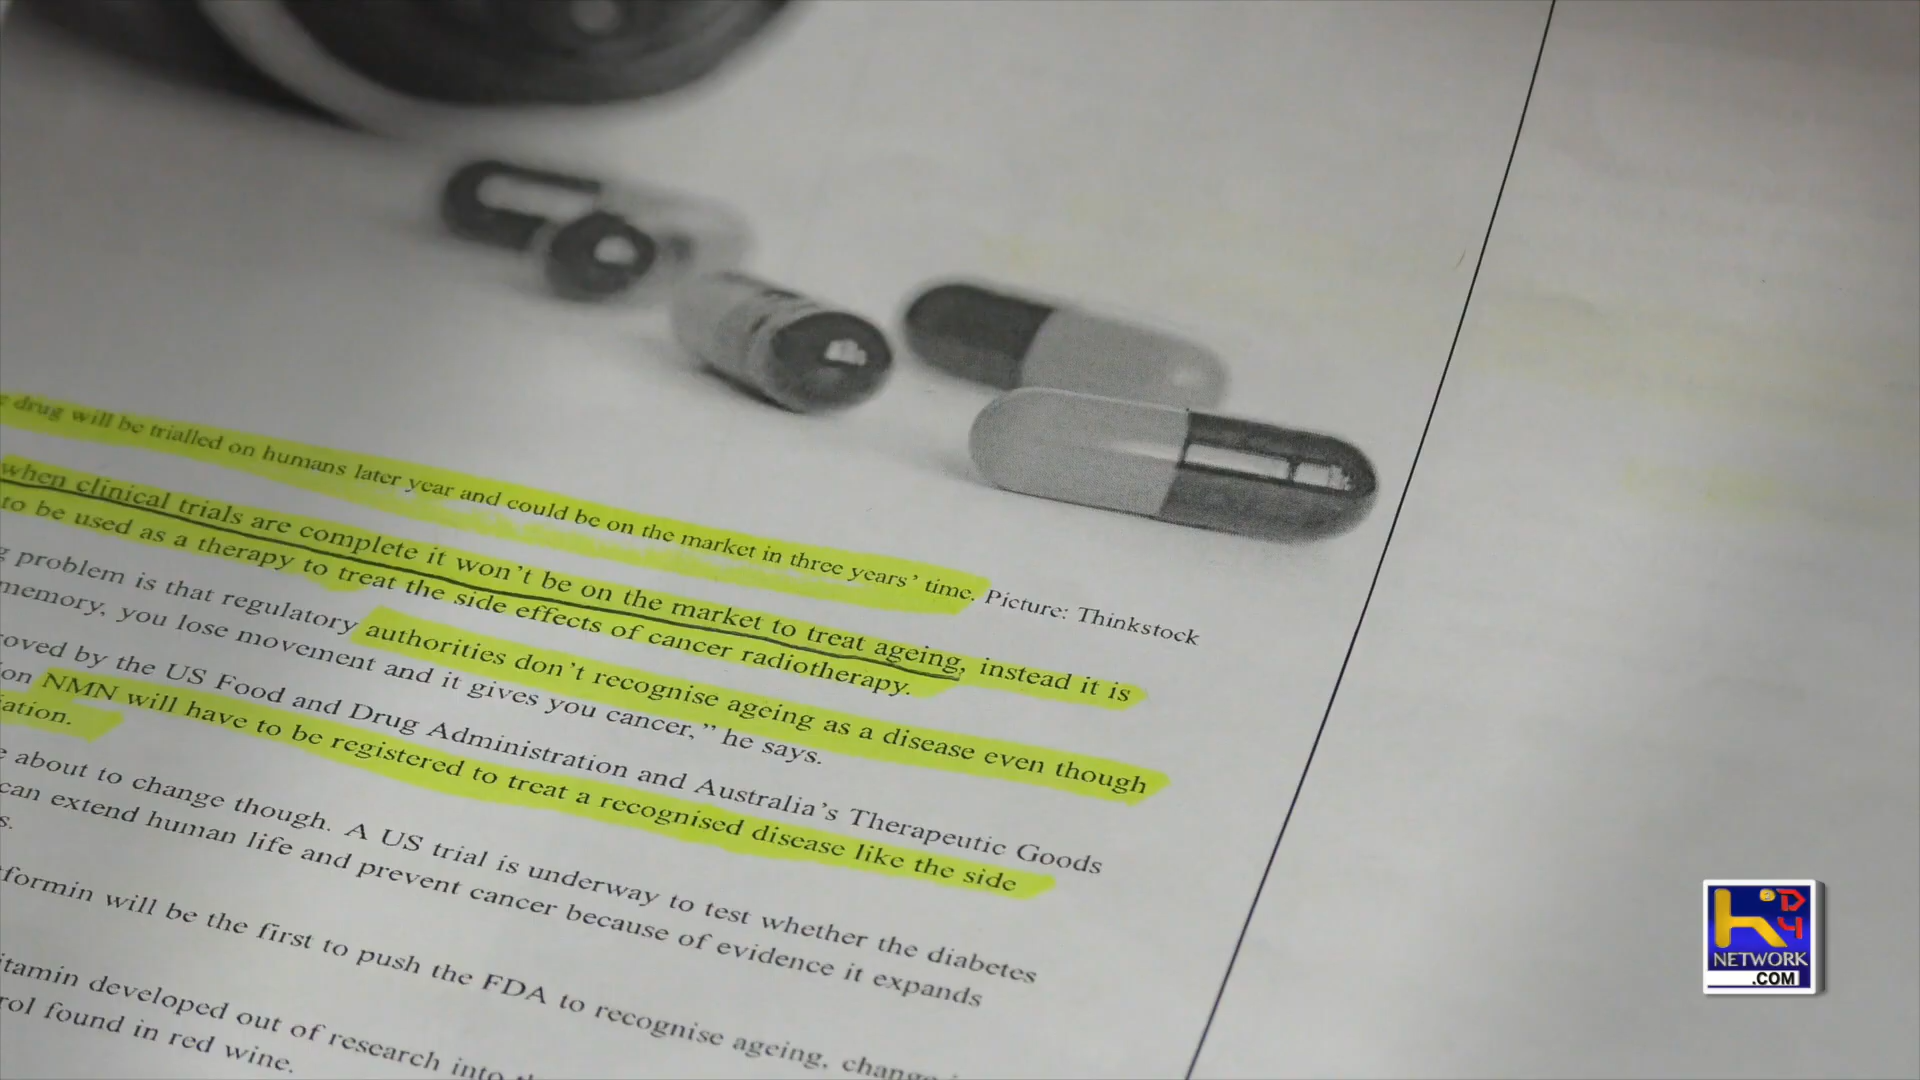 drug will be trialled on humans later year and could be on the market in three years' time. Picture: Thinkstock
when clinical trials are complete it won't be on the market to treat ageing, instead it is
to be used as a therapy to treat the side effects of cancer radiotherapy.
problem is that regulatory authorities don't recognise ageing as a disease even though
memory, you lose movement and it gives you cancer," he says.
oved by the US Food and Drug Administration and Australia's Therapeutic Goods
on NMN will have to be registered to treat a recognised disease like the side
iation.
about to change though. A US trial is underway to test whether the diabetes
can extend human life and prevent cancer because of evidence it expands
s.
formin will be the first to push the FDA to recognise ageing, change
itamin developed out of research into
rol found in red wine.
K3D4
NETWORK
.COM